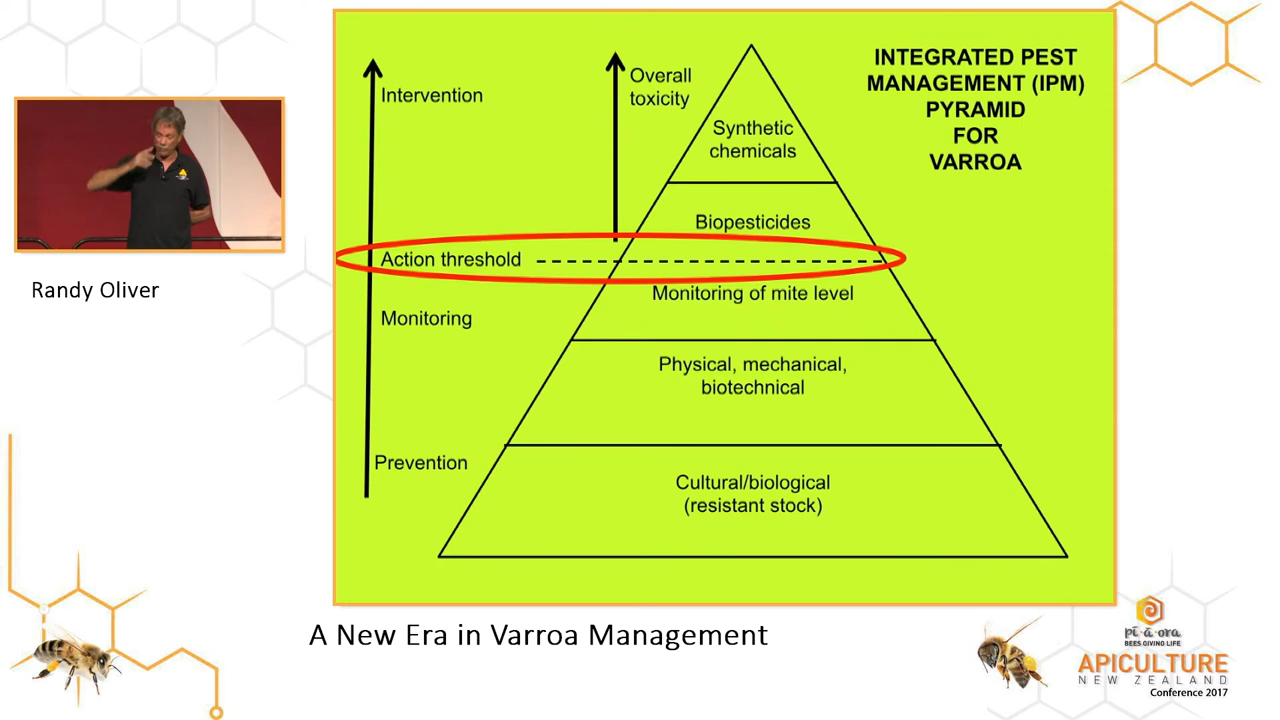 INTEGRATED PEST
MANAGEMENT (IPM)
PYRAMID
FOR
VARROA
Intervention
Overall
toxicity
Synthetic
chemicals
Biopesticides
Action threshold
Monitoring of mite level
Monitoring
Physical, mechanical,
biotechnical
Prevention
Cultural/biological
(resistant stock)
Randy Oliver
A New Era in Varroa Management
pī-ā-ora
BEES GIVING LIFE
APICULTURE
NEW ZEALAND
Conference 2017